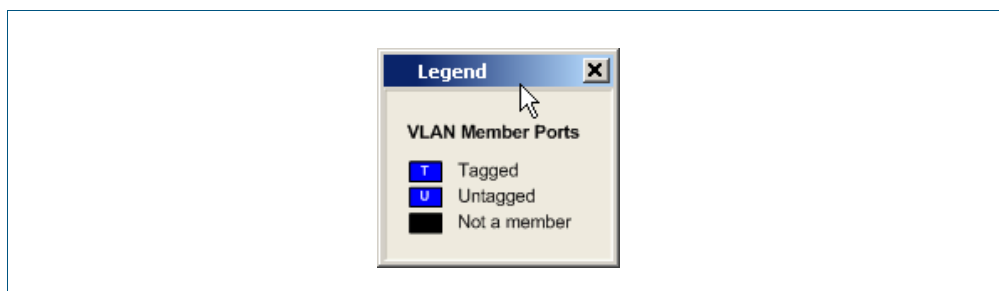 Legend
VLAN Member Ports
T Tagged
U Untagged
Not a member